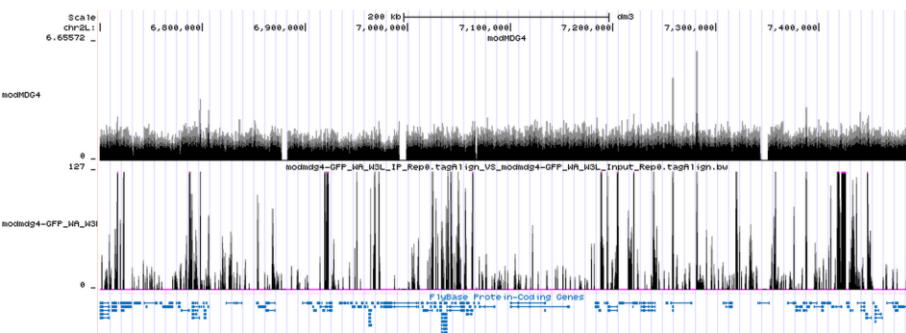 Scale 200 kb dm3
chr2L: 6,800,000 6,900,000 7,000,000 7,100,000 7,200,000 7,300,000 7,400,000
6.65572 _ modMDG4
modMDG4
0 _
127 _ modmdg4-GFP_WA_W3L_IP_Rep0.tagAlign_VS_modmdg4-GFP_WA_W3L_Input_Rep0.tagAlign.bw
modmdg4-GFP_WA_W3l
0 _
FlyBase Protein-Coding Genes